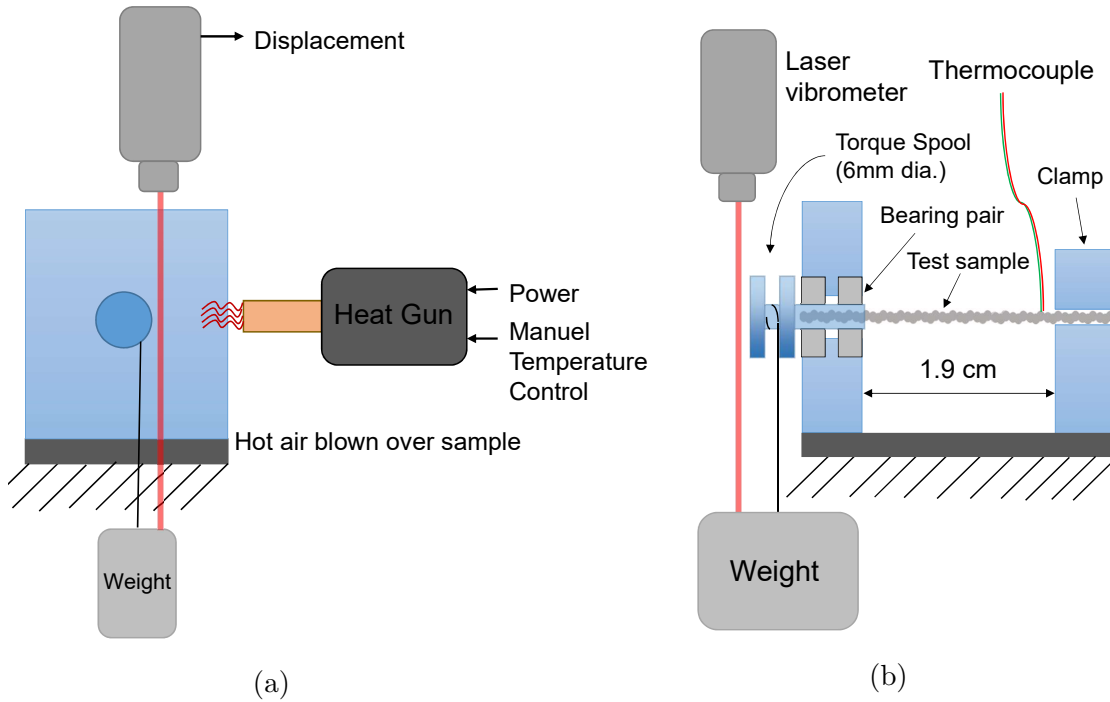 Displacement
Heat Gun
Power
Manuel
Temperature
Control
Hot air blown over sample
Weight
(a)
Laser
vibrometer
Thermocouple
Torque Spool
(6mm dia.)
Clamp
Bearing pair
Test sample
1.9 cm
Weight
(b)